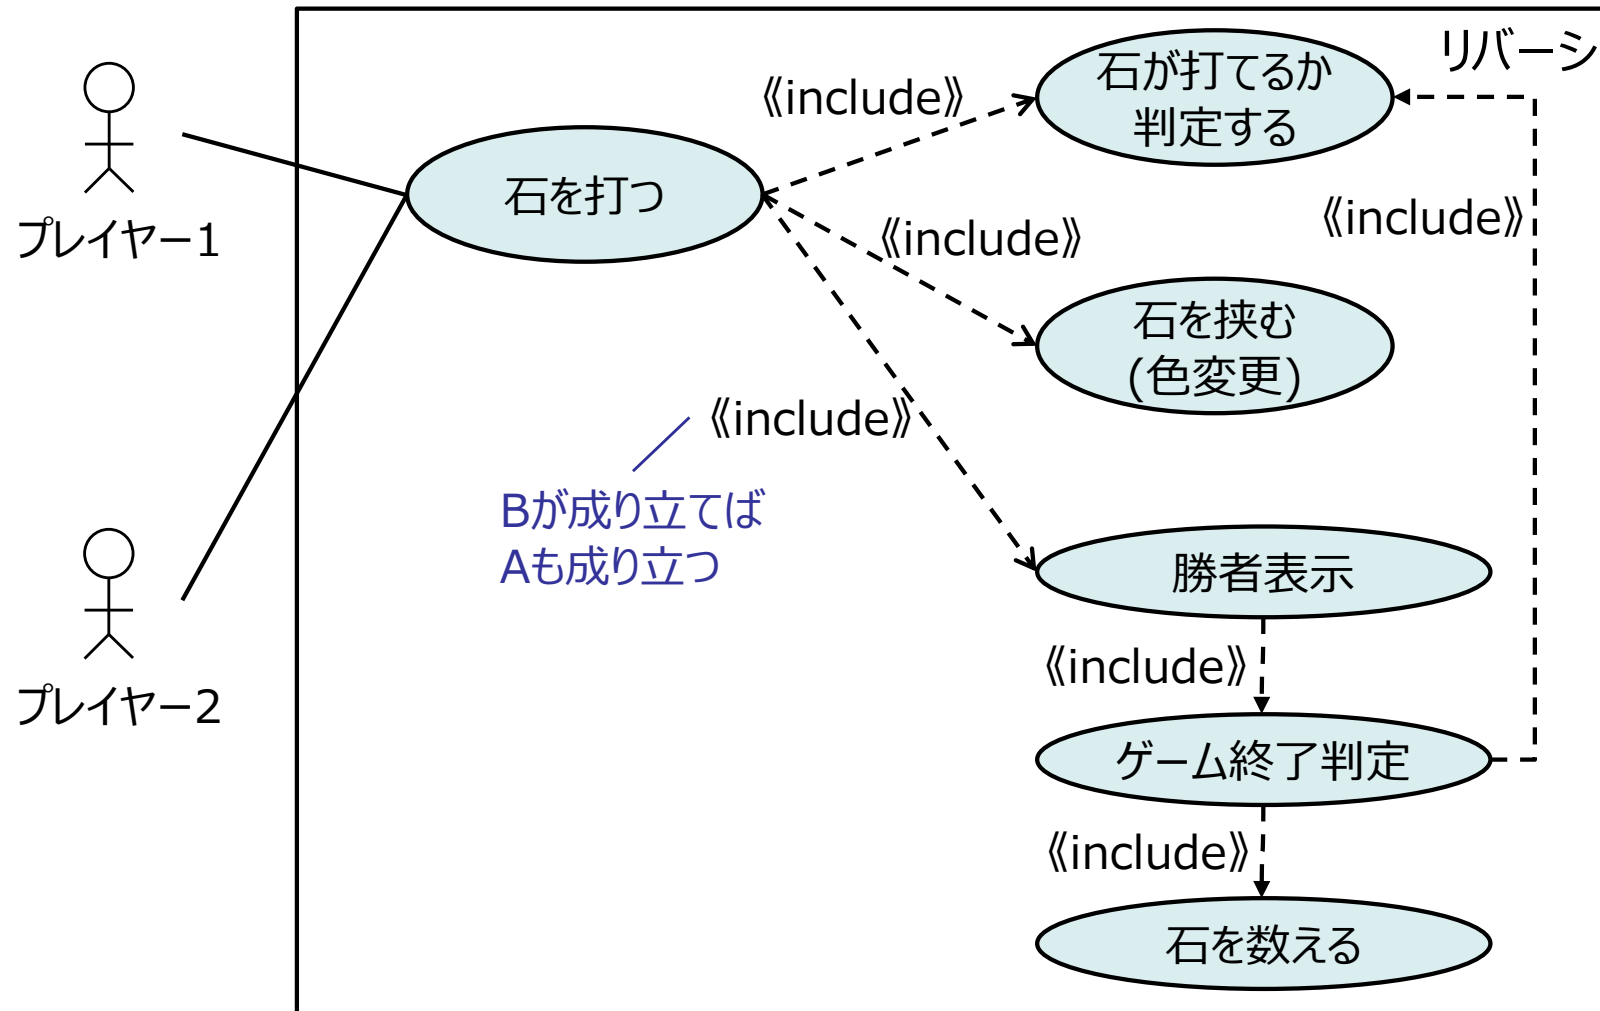 リバーシ
石が打てるか
判定する
《include》
プレイヤー1
石を打つ
《include》
《include》
石を挟む
(色変更)
《include》
Bが成り立てば
Aも成り立つ
勝者表示
《include》
プレイヤー2
ゲーム終了判定
《include》
石を数える